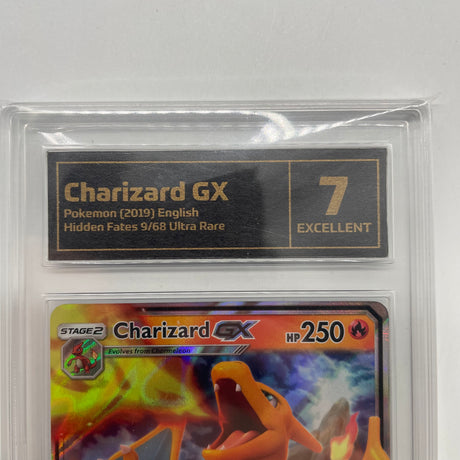 Charizard GX
Pokemon (2019) English
Hidden Fates 9/68 Ultra Rare
7
EXCELLENT
STAGE 2
Charizard GX
HP 250
Evolves from Charmeleon